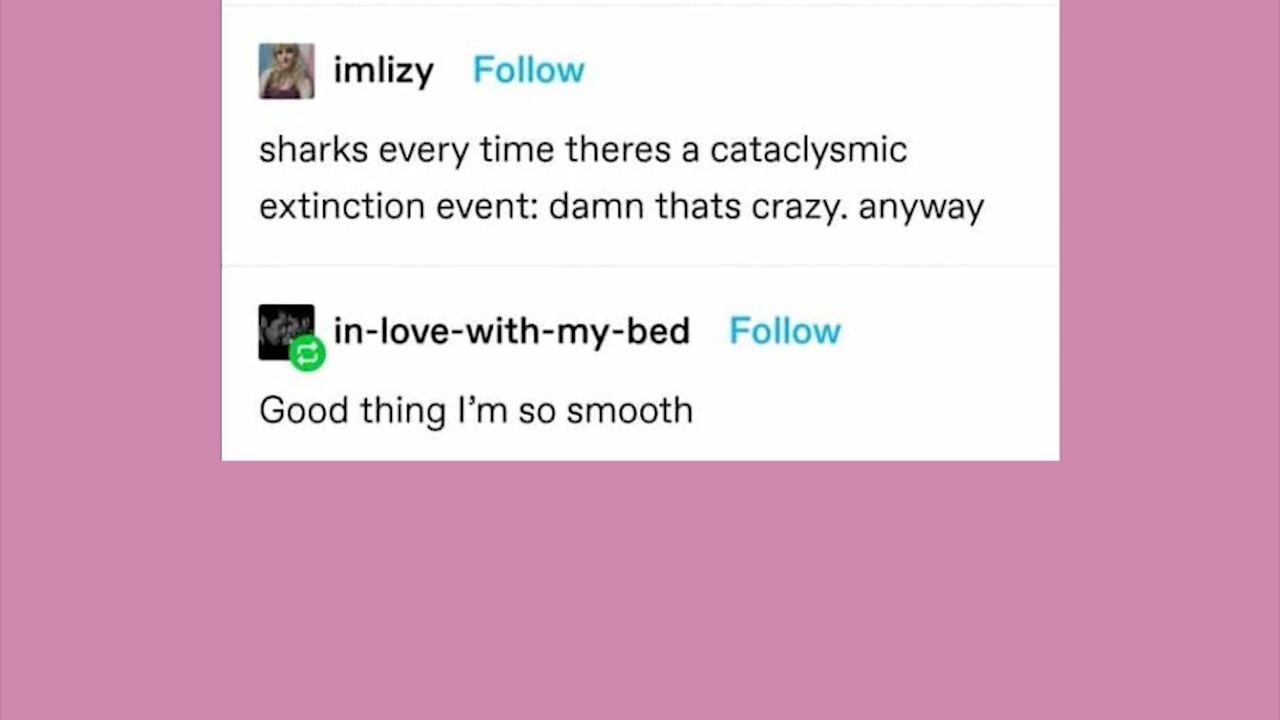 imlizy Follow
sharks every time theres a cataclysmic
extinction event: damn thats crazy. anyway
in-love-with-my-bed Follow
Good thing I’m so smooth